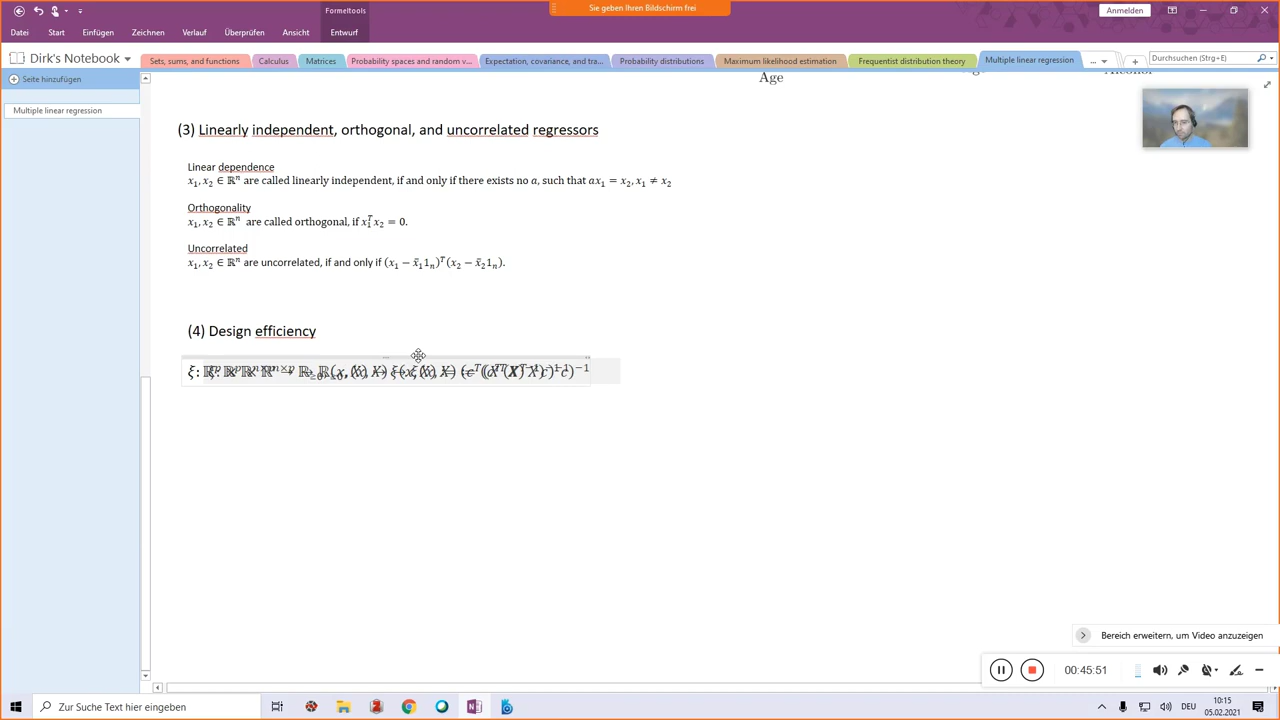 Formeltools
Sie geben Ihren Bildschirm frei
Anmelden
Datei Start Einfügen Zeichnen Verlauf Überprüfen Ansicht Entwurf
Dirk's Notebook
Sets, sums, and functions
Calculus
Matrices
Probability spaces and random v...
Expectation, covariance, and tra...
Probability distributions
Maximum likelihood estimation
Frequentist distribution theory
Multiple linear regression
...
Durchsuchen (Strg+E)
Seite hinzufügen
Multiple linear regression
Age
Alcohol
(3) Linearly independent, orthogonal, and uncorrelated regressors
Linear dependence
x₁, x₂ ∈ ℝⁿ are called linearly independent, if and only if there exists no a, such that ax₁ = x₂, x₁ ≠ x₂
Orthogonality
x₁, x₂ ∈ ℝⁿ are called orthogonal, if x₁ᵀx₂ = 0.
Uncorrelated
x₁, x₂ ∈ ℝⁿ are uncorrelated, if and only if (x₁ − x̄₁1ₙ)ᵀ(x₂ − x̄₂1ₙ).
(4) Design efficiency
Bereich erweitern, um Video anzuzeigen
00:45:51
Zur Suche Text hier eingeben
DEU
10:15
05.02.2021